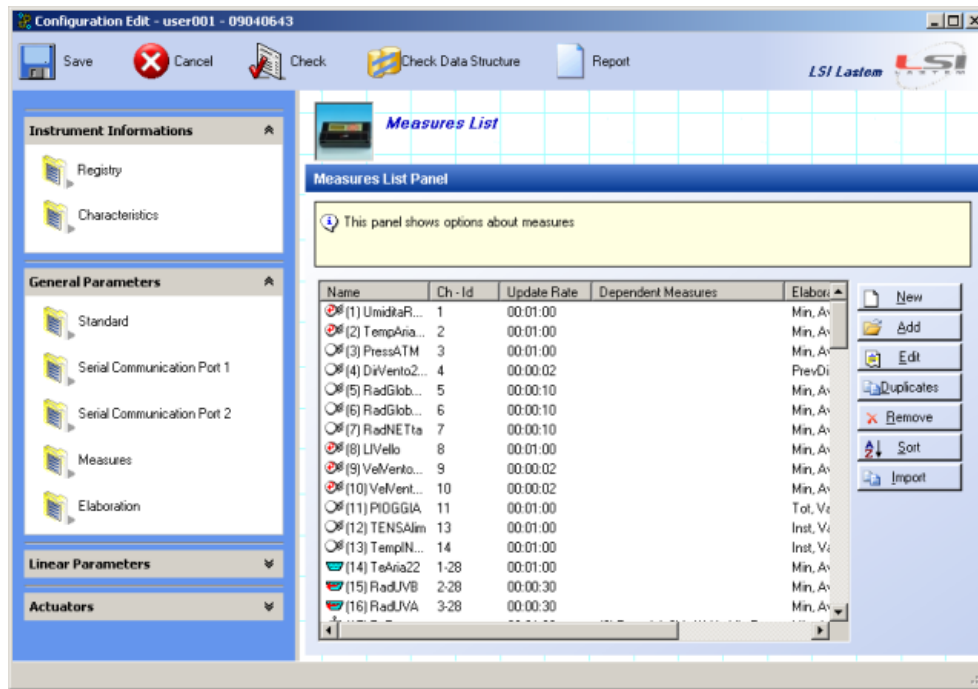 Configuration Edit - user001 - 09040643
Save Cancel Check Check Data Structure Report
LSI Lastem LSI LASTEM
Instrument Informations
Registry
Characteristics
General Parameters
Standard
Serial Communication Port 1
Serial Communication Port 2
Measures
Elaboration
Linear Parameters
Actuators
Measures List
Measures List Panel
This panel shows options about measures
Name Ch - Id Update Rate Dependent Measures Elabora
(1) UmiditaR... 1 00:01:00 Min, Av
(2) TempAria... 2 00:01:00 Min, Av
(3) PressATM 3 00:01:00 Min, Av
(4) DirVento2... 4 00:00:02 PrevDi
(5) RadGlob... 5 00:00:10 Min, Av
(6) RadGlob... 6 00:00:10 Min, Av
(7) RadNETta 7 00:00:10 Min, Av
(8) LIVello 8 00:01:00 Min, Av
(9) VelVento... 9 00:00:02 Min, Av
(10) VelVent... 10 00:00:02 Min, Av
(11) PIOGGIA 11 00:01:00 Tot, Va
(12) TENSAlim 13 00:01:00 Inst, Va
(13) TempIN... 14 00:01:00 Inst, Va
(14) TeAria22 1-28 00:01:00 Min, Av
(15) RadUVB 2-28 00:00:30 Min, Av
(16) RadUVA 3-28 00:00:30 Min, Av
New
Add
Edit
Duplicates
Remove
Sort
Import